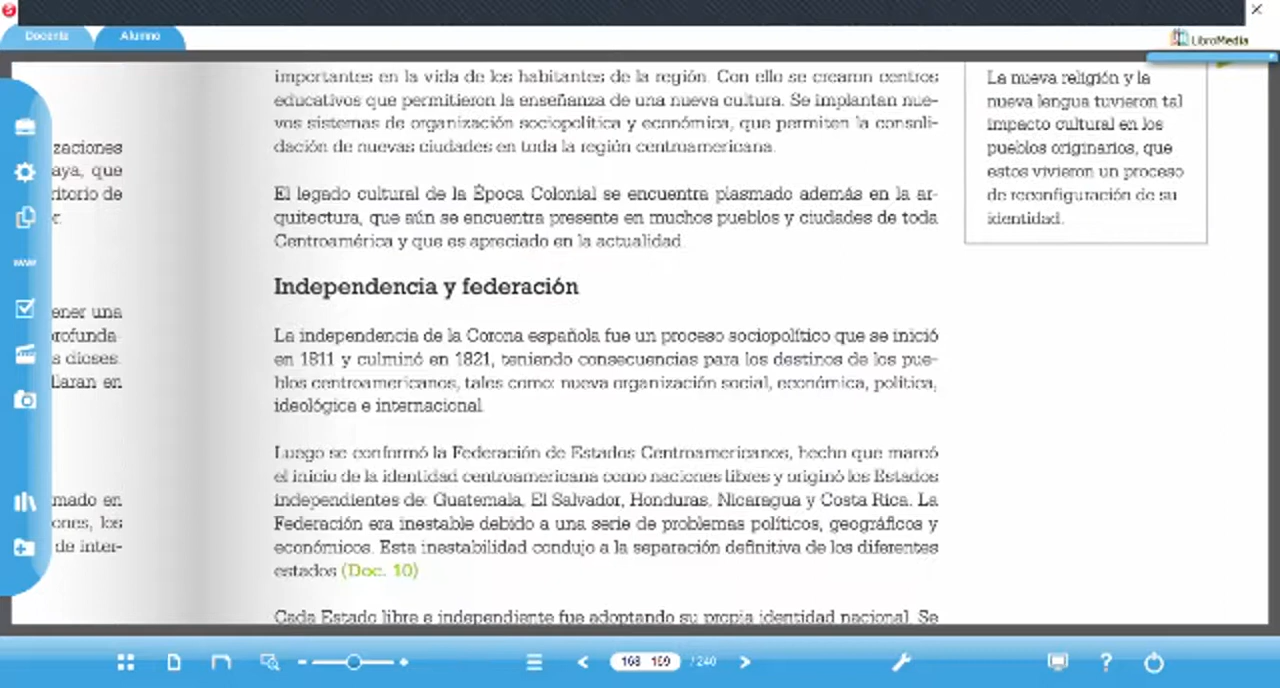 Docente
Alumno
LibroMedia
zaciones
aya, que
ritorio de
r.
ener una
profunda-
s dioses.
llaran en
mado en
ones, los
de inter-
importantes en la vida de los habitantes de la región. Con ello se crearon centros
educativos que permitieron la enseñanza de una nueva cultura. Se implantan nue-
vos sistemas de organización sociopolítica y económica, que permiten la consoli-
dación de nuevas ciudades en toda la región centroamericana.
El legado cultural de la Época Colonial se encuentra plasmado además en la ar-
quitectura, que aún se encuentra presente en muchos pueblos y ciudades de toda
Centroamérica y que es apreciado en la actualidad.
Independencia y federación
La independencia de la Corona española fue un proceso sociopolítico que se inició
en 1811 y culminó en 1821, teniendo consecuencias para los destinos de los pue-
blos centroamericanos, tales como: nueva organización social, económica, política,
ideológica e internacional.
Luego se conformó la Federación de Estados Centroamericanos, hecho que marcó
el inicio de la identidad centroamericana como naciones libres y originó los Estados
independientes de: Guatemala, El Salvador, Honduras, Nicaragua y Costa Rica. La
Federación era inestable debido a una serie de problemas políticos, geográficos y
económicos. Esta inestabilidad condujo a la separación definitiva de los diferentes
estados (Doc. 10)
Cada Estado libre e independiente fue adoptando su propia identidad nacional. Se
La nueva religión y la
nueva lengua tuvieron tal
impacto cultural en los
pueblos originarios, que
estos vivieron un proceso
de reconfiguración de su
identidad.
www
168 169 / 240